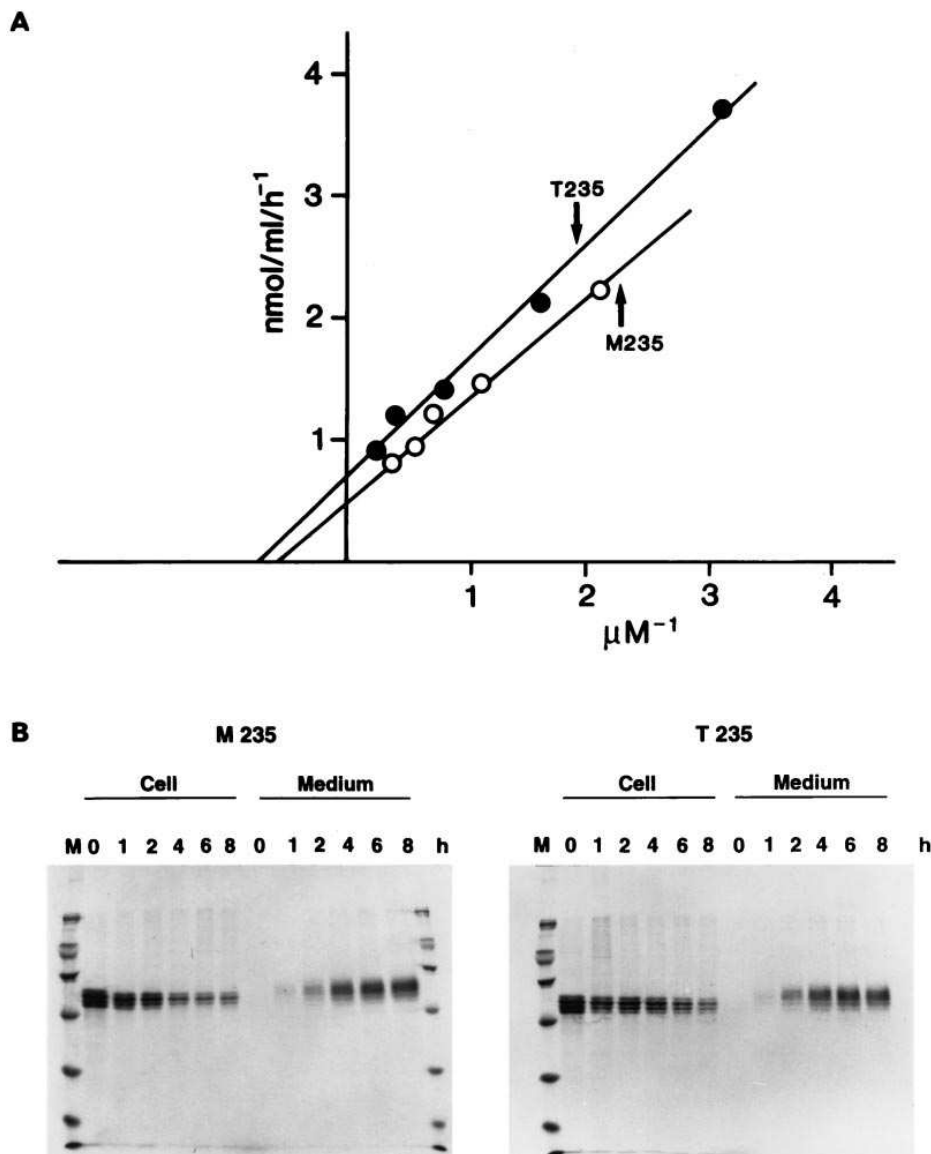 A
4
3
2
1
nmol/ml/h⁻¹
T235
M235
1 2 3 4
μM⁻¹
B
M 235 T 235
Cell Medium Cell Medium
M 0 1 2 4 6 8 0 1 2 4 6 8 h M 0 1 2 4 6 8 0 1 2 4 6 8 h